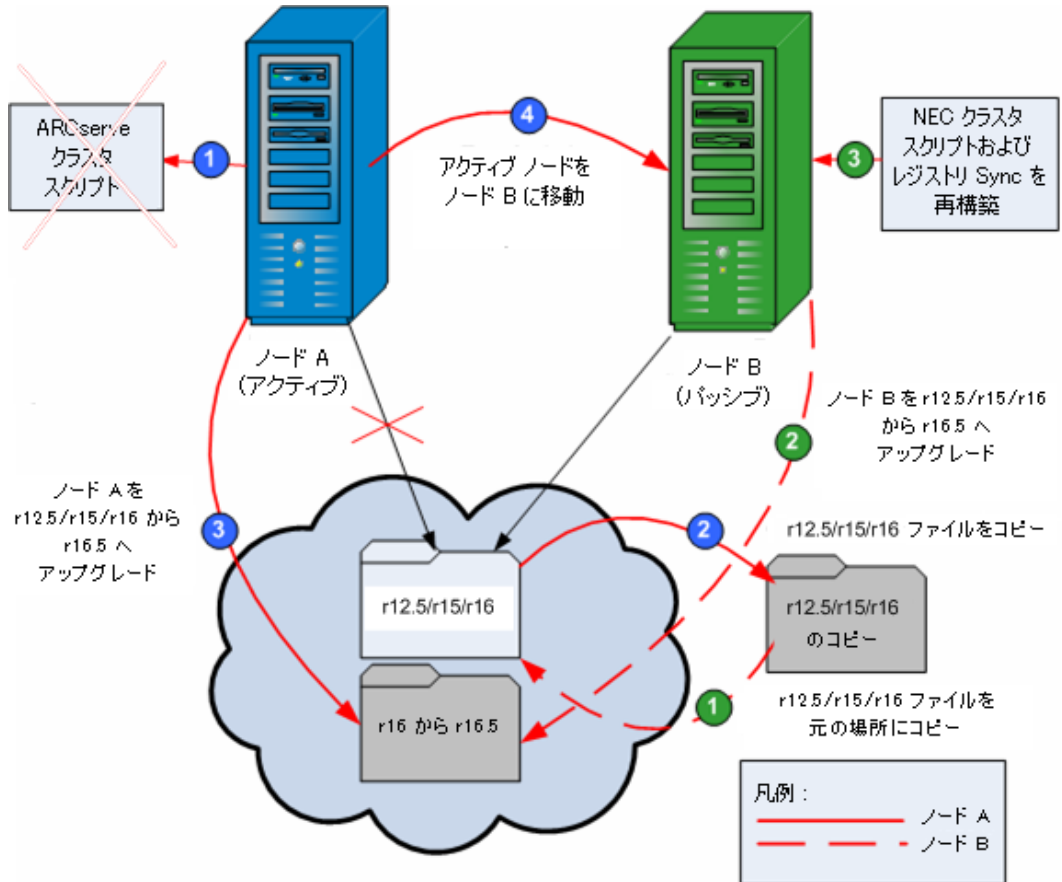 ARCserve
クラスタ
スクリプト
1
4
アクティブ ノードを
ノード B に移動
3
NEC クラスタ
スクリプトおよび
レジストリ Sync を
再構築
ノード A
(アクティブ)
ノード B
(パッシブ)
ノード B を r12.5/r15/r16
から r16.5 へ
アップグレード
2
ノード A を
r12.5/r15/r16 から
r16.5 へ
アップグレード
3
2
r12.5/r15/r16 ファイルをコピー
r12.5/r15/r16
r12.5/r15/r16
のコピー
r16 から r16.5
1
r12.5/r15/r16 ファイルを
元の場所にコピー
凡例 :
ノード A
ノード B